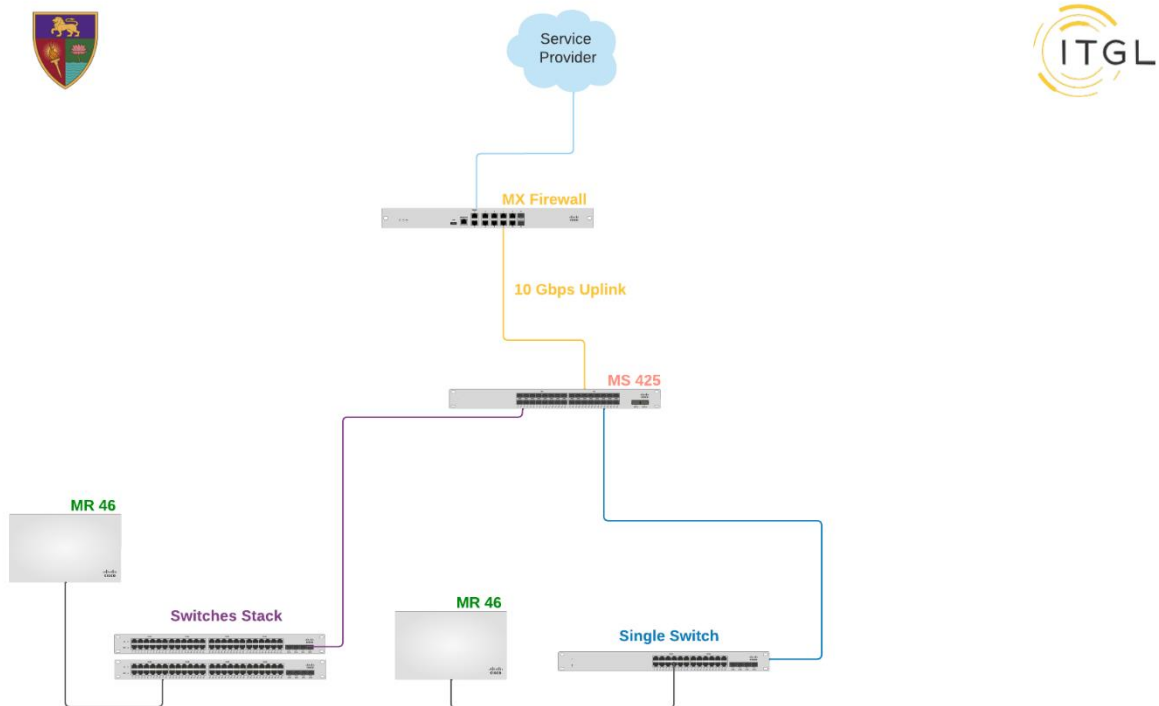 Service
Provider
ITGL
MX Firewall
10 Gbps Uplink
MS 425
MR 46
MR 46
Switches Stack
Single Switch